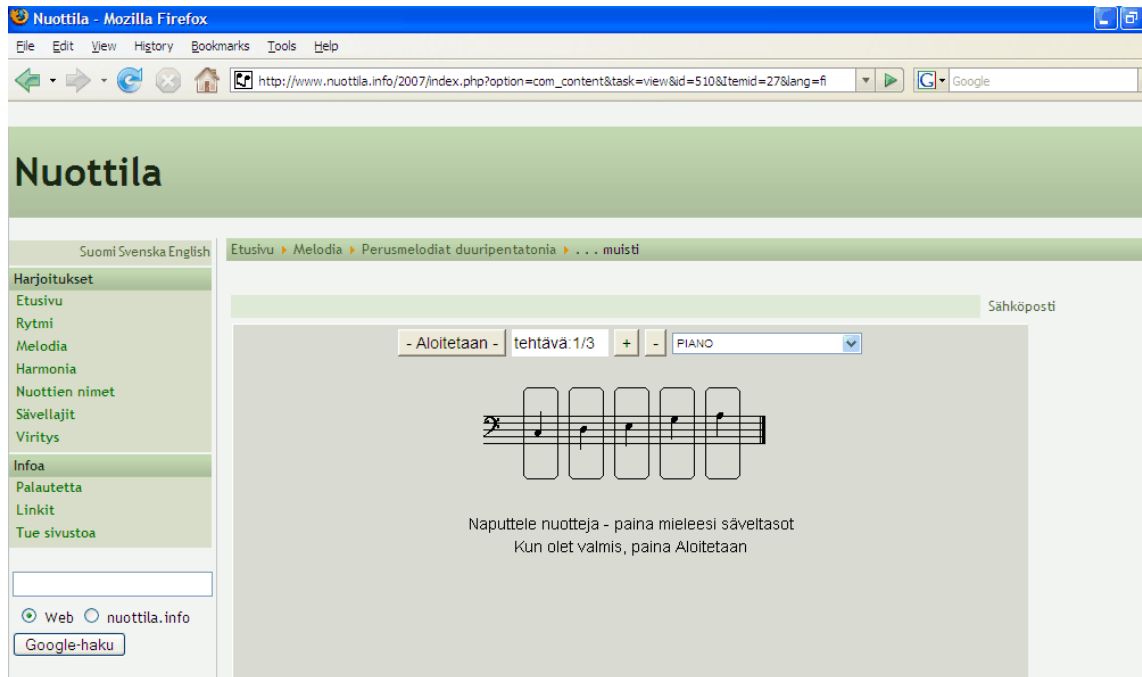 Nuottila - Mozilla Firefox
File Edit View History Bookmarks Tools Help
http://www.nuottila.info/2007/index.php?option=com_content&task=view&id=510&Itemid=27&lang=fi
G Google
Nuottila
Suomi Svenska English
Etusivu Melodia Perusmelodiat duuripentatonia . . . muisti
Harjoitukset
Etusivu
Rytmi
Melodia
Harmonia
Nuottien nimet
Sävellajit
Viritys
Infoa
Palautetta
Linkit
Tue sivustoa
Web nuottila.info
Google-haku
Sähköposti
- Aloitetaan - tehtävä:1/3 + - PIANO
Naputtele nuotteja - paina mieleesi säveltasot
Kun olet valmis, paina Aloitetaan